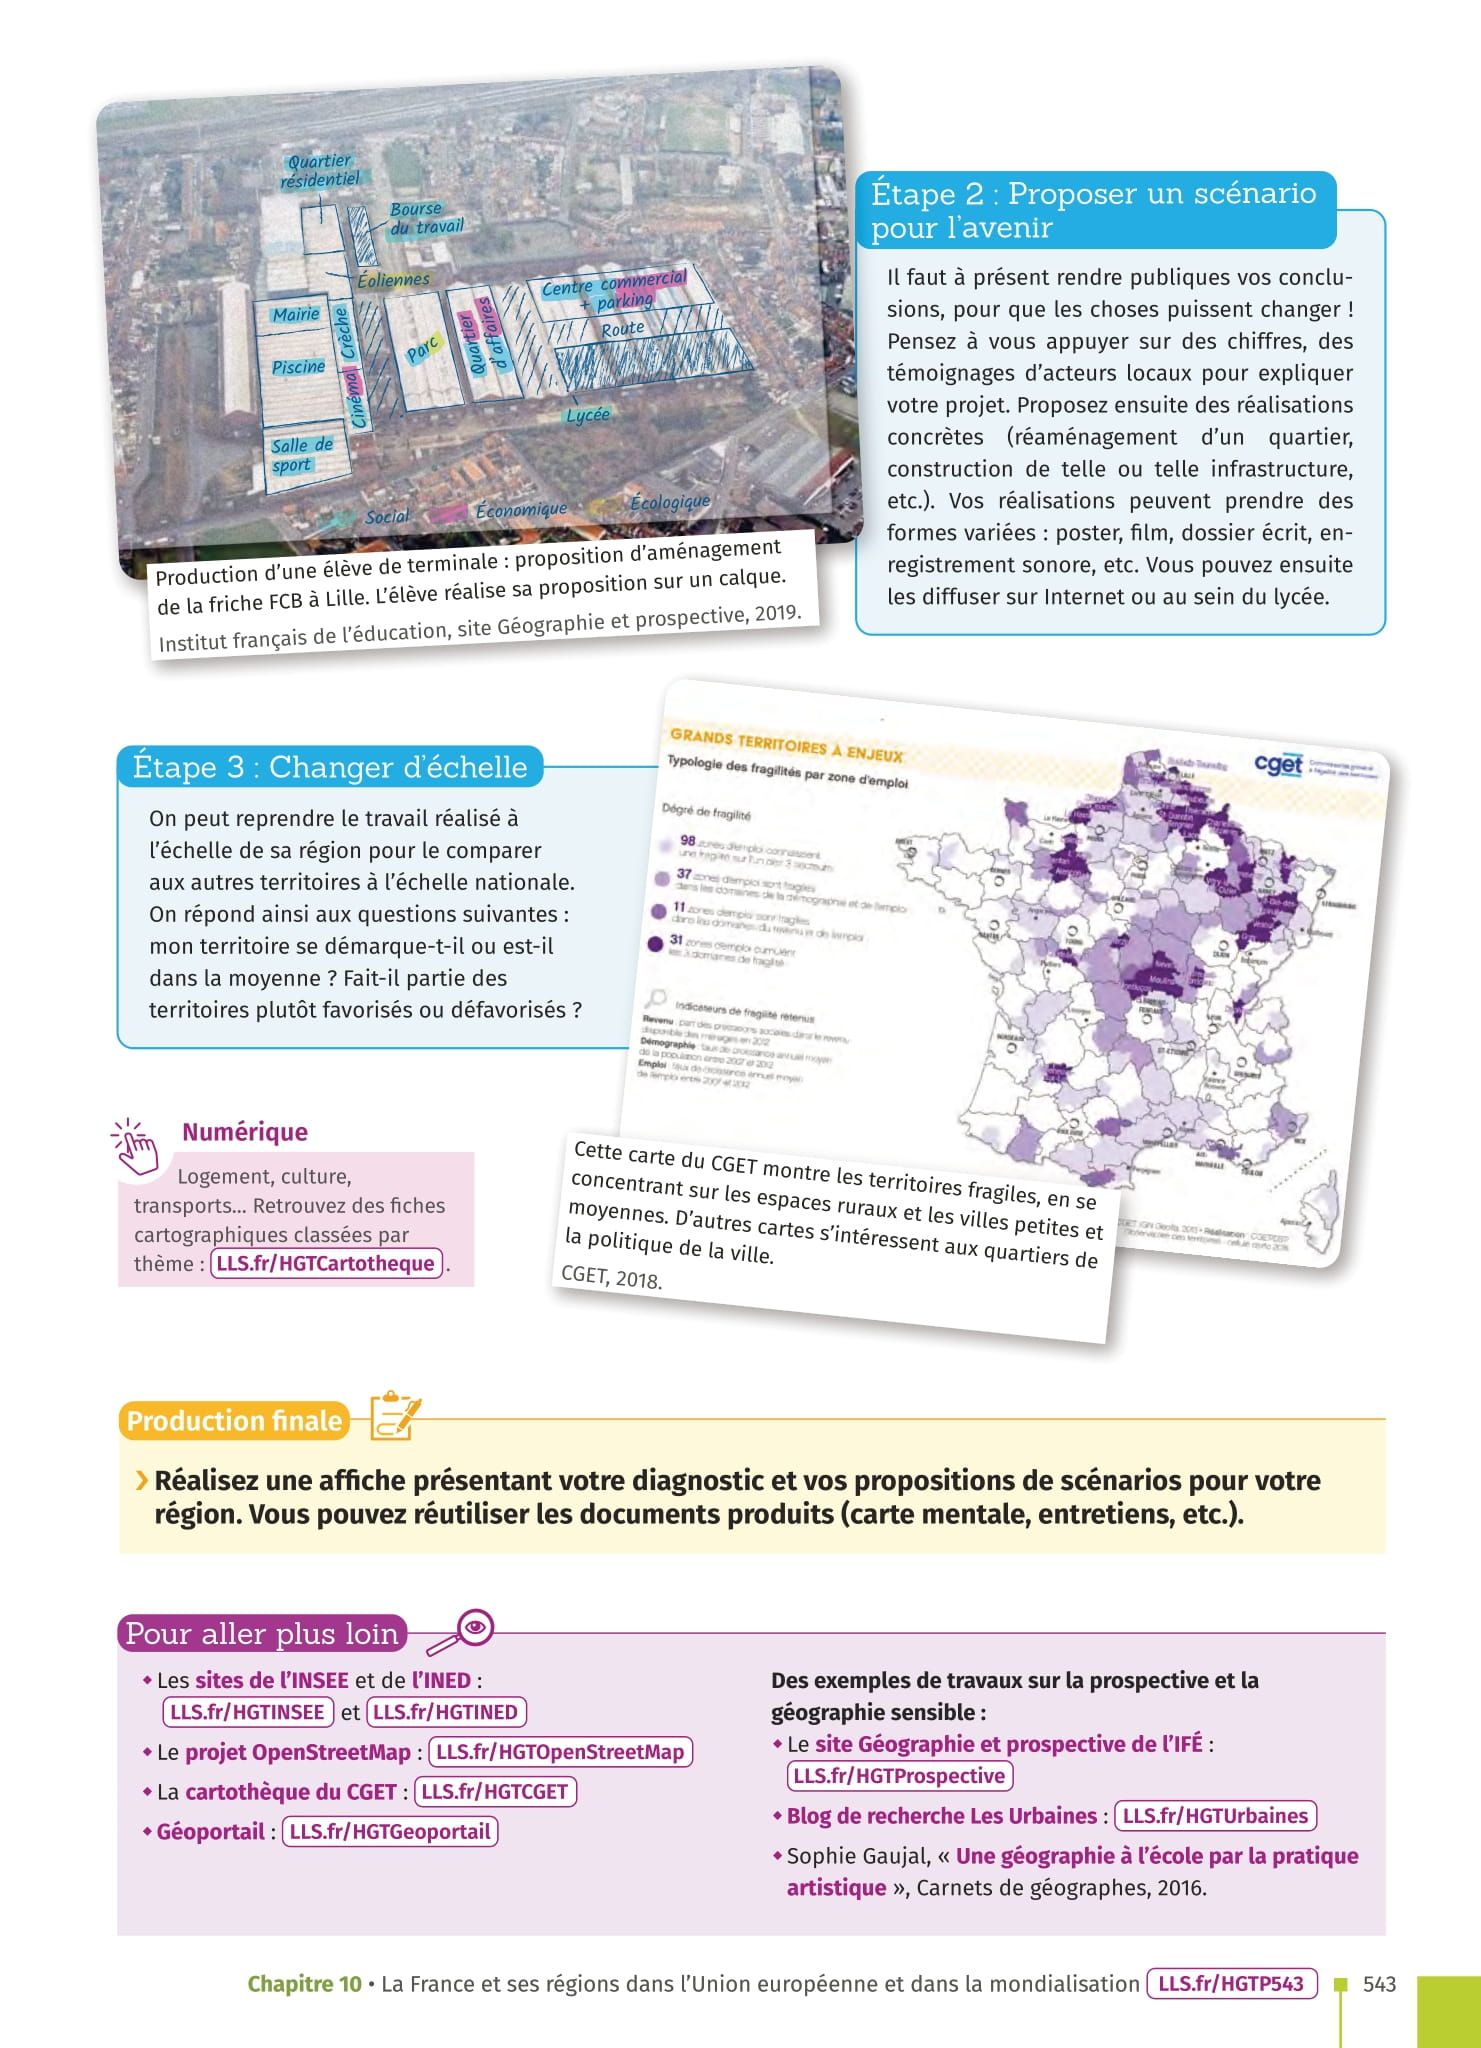 Quartier
résidentiel
Bourse
du travail
Éoliennes
Mairie
Crèche
Piscine
Cinéma
Salle de
sport
Parc
Quartier
d'affaires
Centre commercial
+ parking
Route
Lycée
Social
Économique
Écologique
Production d'une élève de terminale : proposition d'aménagement
de la friche FCB à Lille. L'élève réalise sa proposition sur un calque.
Institut français de l'éducation, site Géographie et prospective, 2019.
Étape 2 : Proposer un scénario
pour l'avenir
Il faut à présent rendre publiques vos conclu-
sions, pour que les choses puissent changer !
Pensez à vous appuyer sur des chiffres, des
témoignages d'acteurs locaux pour expliquer
votre projet. Proposez ensuite des réalisations
concrètes (réaménagement d'un quartier,
construction de telle ou telle infrastructure,
etc.). Vos réalisations peuvent prendre des
formes variées : poster, film, dossier écrit, en-
registrement sonore, etc. Vous pouvez ensuite
les diffuser sur Internet ou au sein du lycée.
Étape 3 : Changer d'échelle
On peut reprendre le travail réalisé à
l'échelle de sa région pour le comparer
aux autres territoires à l'échelle nationale.
On répond ainsi aux questions suivantes :
mon territoire se démarque-t-il ou est-il
dans la moyenne ? Fait-il partie des
territoires plutôt favorisés ou défavorisés ?
GRANDS TERRITOIRES À ENJEUX
Typologie des fragilités par zone d'emploi
cget
Dégré de fragilité
98 zones d'emploi connaissent
une fragilité sur l'un des 3 secteurs
37 zones d'emploi sont fragiles
dans les domaines de la démographie et de l'emploi
11 zones d'emploi sont fragiles
dans les domaines du revenu et de l'emploi
31 zones d'emploi cumulent
les 3 domaines de fragilité
Indicateurs de fragilité retenus
Revenu : part des prestations sociales dans le revenu
disponible des ménages en 2012
Démographie : taux de croissance annuel moyen
de la population entre 2007 et 2012
Emploi : taux de croissance annuel moyen
de l'emploi entre 2007 et 2012
Cette carte du CGET montre les territoires fragiles, en se
concentrant sur les espaces ruraux et les villes petites et
moyennes. D'autres cartes s'intéressent aux quartiers de
la politique de la ville.
CGET, 2018.
Numérique
Logement, culture,
transports... Retrouvez des fiches
cartographiques classées par
thème : LLS.fr/HGTCartotheque .
Production finale
› Réalisez une affiche présentant votre diagnostic et vos propositions de scénarios pour votre
région. Vous pouvez réutiliser les documents produits (carte mentale, entretiens, etc.).
Pour aller plus loin
◆ Les sites de l'INSEE et de l'INED :
LLS.fr/HGTINSEE et LLS.fr/HGTINED
◆ Le projet OpenStreetMap : LLS.fr/HGTOpenStreetMap
◆ La cartothèque du CGET : LLS.fr/HGTCGET
◆ Géoportail : LLS.fr/HGTGeoportail
Des exemples de travaux sur la prospective et la
géographie sensible :
◆ Le site Géographie et prospective de l'IFÉ :
LLS.fr/HGTProspective
◆ Blog de recherche Les Urbaines : LLS.fr/HGTUrbaines
◆ Sophie Gaujal, « Une géographie à l'école par la pratique
artistique », Carnets de géographes, 2016.
Chapitre 10 • La France et ses régions dans l'Union européenne et dans la mondialisation LLS.fr/HGTP543 543